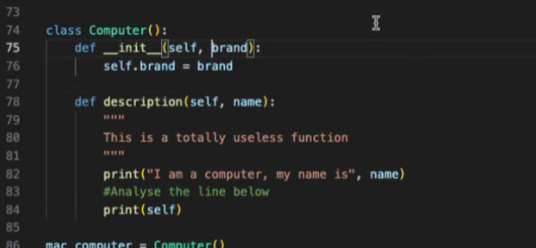 73
74 class Computer():
75     def __init__(self, brand):
76         self.brand = brand
77
78     def description(self, name):
79         """
80         This is a totally useless function
81         """
82         print("I am a computer, my name is", name)
83         #Analyse the line below
84         print(self)
85
86 mac_computer = Computer()